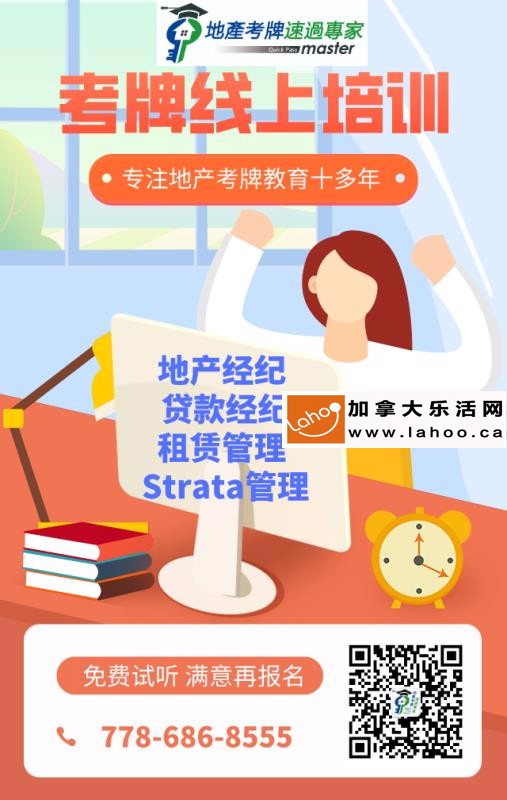 地產考牌速過專家
Quick Pass master
考牌线上培训
专注地产考牌教育十多年
地产经纪
贷款经纪
租赁管理
Strata管理
Lahoo
加拿大乐活网
www.lahoo.ca
免费试听 满意再报名
778-686-8555